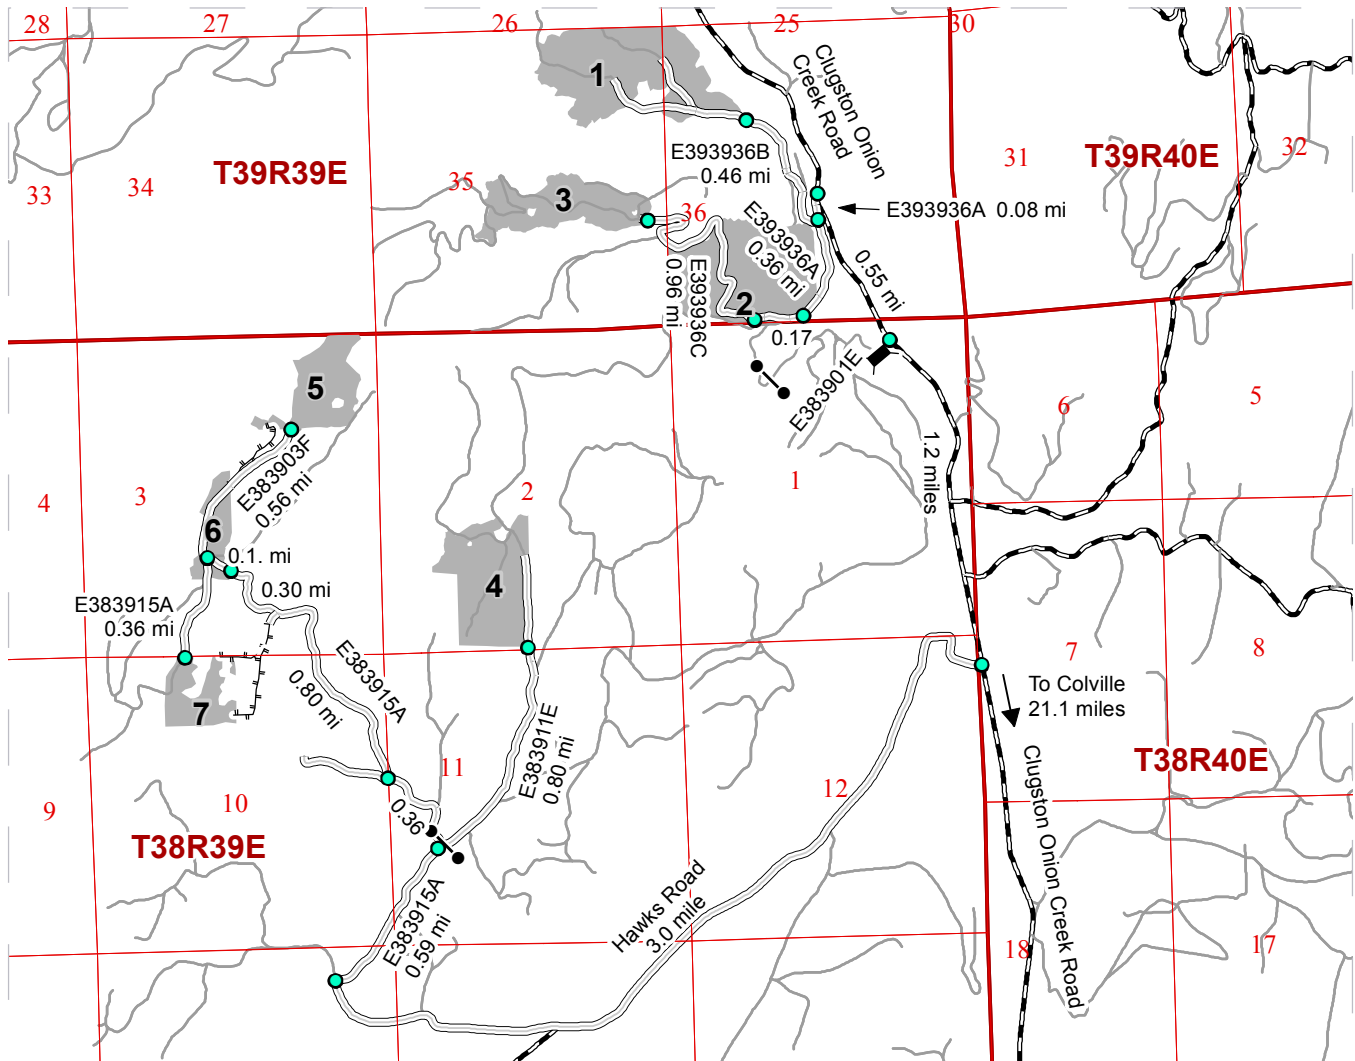 28
27
26
25
30
Clugston Onion
Creek Road
1
T39R39E
T39R40E
E393936B
0.46 mi
31
32
33
34
35
3
36
E393936A 0.08 mi
E393936A
0.36 mi
0.55 mi
E393936C
0.96 mi
2
0.17
E383901E
5
6
5
1.2 miles
E383903F
0.56 mi
4
3
2
1
6
0.1. mi
0.30 mi
4
E383915A
0.36 mi
7
8
E383915A
0.80 mi
To Colville
21.1 miles
7
E383911E
0.80 mi
T38R40E
11
12
9
10
0.36
T38R39E
Clugston Onion Creek Road
E383915A
0.59 mi
Hawks Road
3.0 mile
18
17